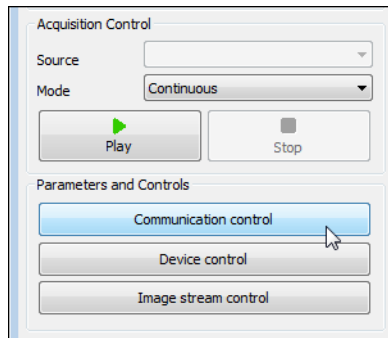 Acquisition Control
Source
Mode Continuous
Play Stop
Parameters and Controls
Communication control
Device control
Image stream control